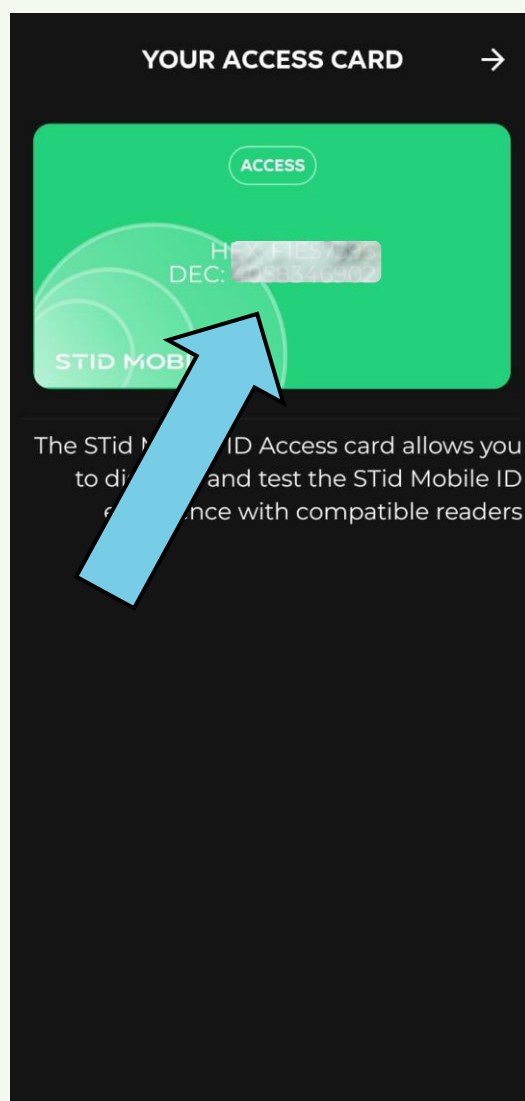 YOUR ACCESS CARD →
ACCESS
DEC:
STID
The STid ID Access card allows you
to and test the STid Mobile ID
with compatible readers